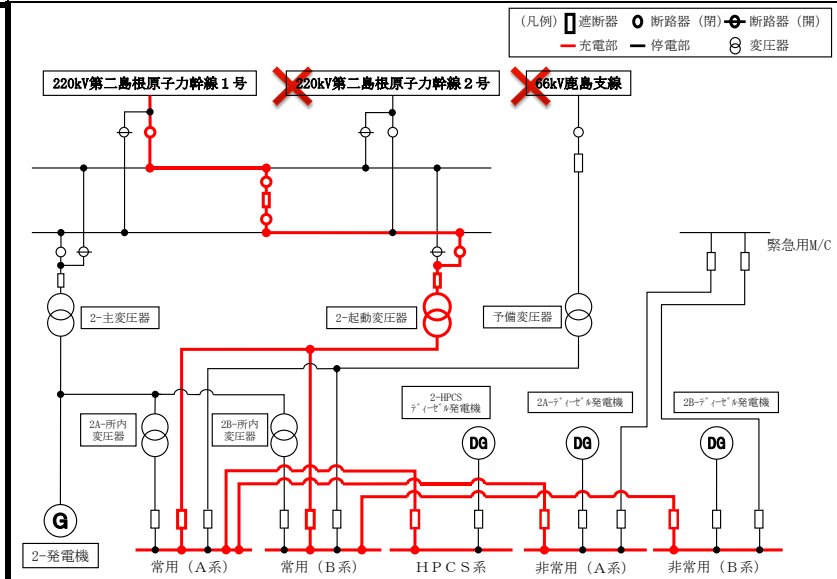 (凡例) 遮断器 断路器 (閉) 断路器 (開)
充電部 停電部 変圧器
220kV第二島根原子力幹線1号
220kV第二島根原子力幹線2号
66kV鹿島支線
緊急用M/C
2-主変圧器
2-起動変圧器
予備変圧器
2-HPCS
ディーゼル発電機
2A-ディーゼル発電機
2B-ディーゼル発電機
2A-所内
変圧器
2B-所内
変圧器
DG
DG
DG
G
2-発電機
常用 (A系)
常用 (B系)
HPCS系
非常用 (A系)
非常用 (B系)